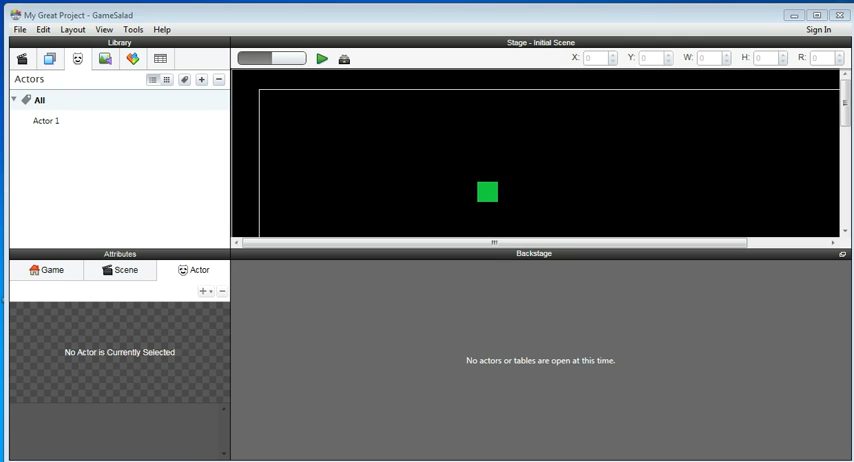 My Great Project - GameSalad
File Edit Layout View Tools Help Sign In
Library
Stage - Initial Scene
X: 0 Y: 0 W: 0 H: 0 R: 0
Actors
All
Actor 1
Attributes
Backstage
Game Scene Actor
No Actor is Currently Selected
No actors or tables are open at this time.